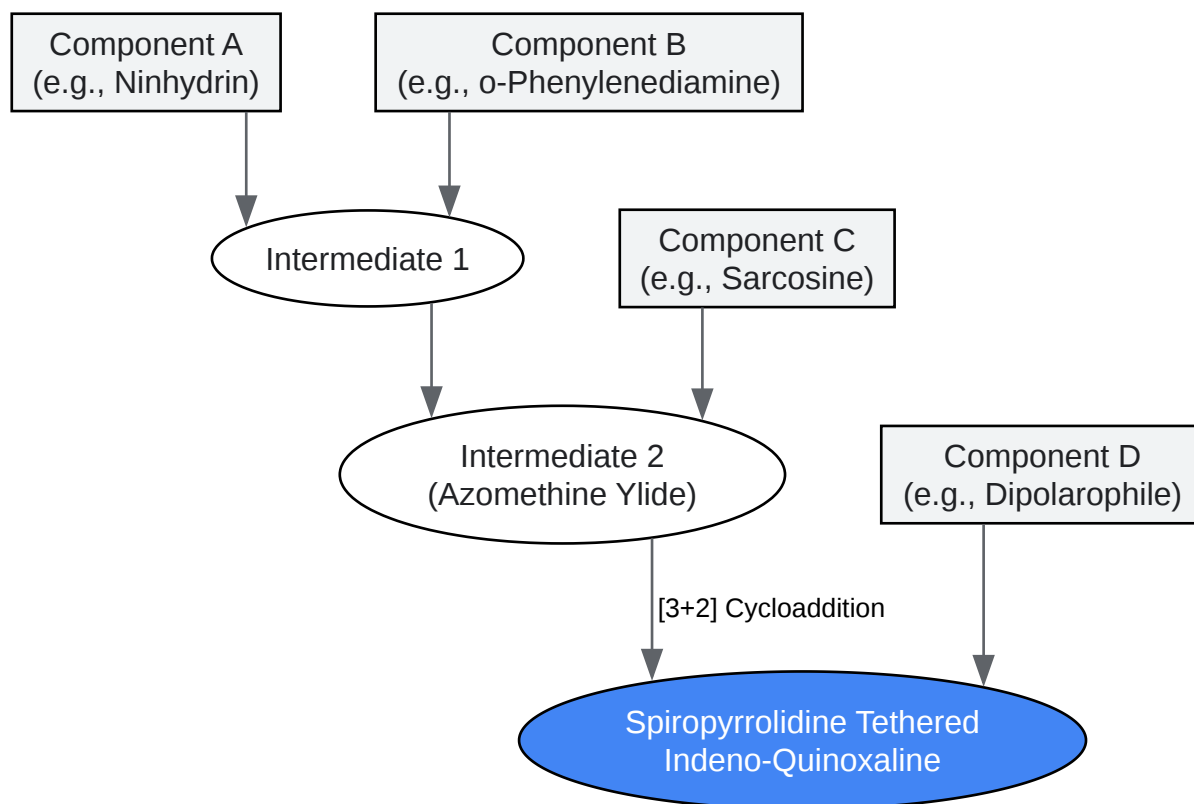 Component A
(e.g., Ninhydrin)
Component B
(e.g., o-Phenylenediamine)
Intermediate 1
Component C
(e.g., Sarcosine)
Intermediate 2
(Azomethine Ylide)
Component D
(e.g., Dipolarophile)
[3+2] Cycloaddition
Spiropyrrolidine Tethered
Indeno-Quinoxaline